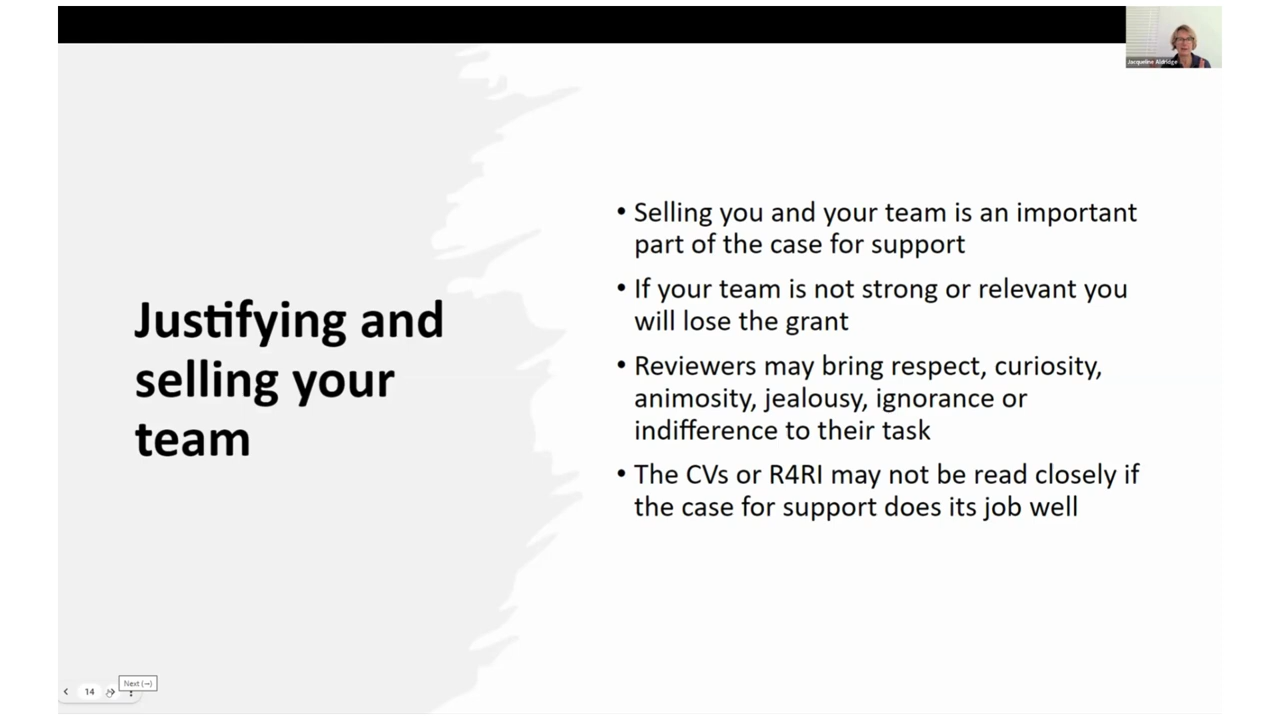 Jacqueline Aldridge
Justifying and
selling your
team
• Selling you and your team is an important
part of the case for support
• If your team is not strong or relevant you
will lose the grant
• Reviewers may bring respect, curiosity,
animosity, jealousy, ignorance or
indifference to their task
• The CVs or R4RI may not be read closely if
the case for support does its job well
Next (→)
14